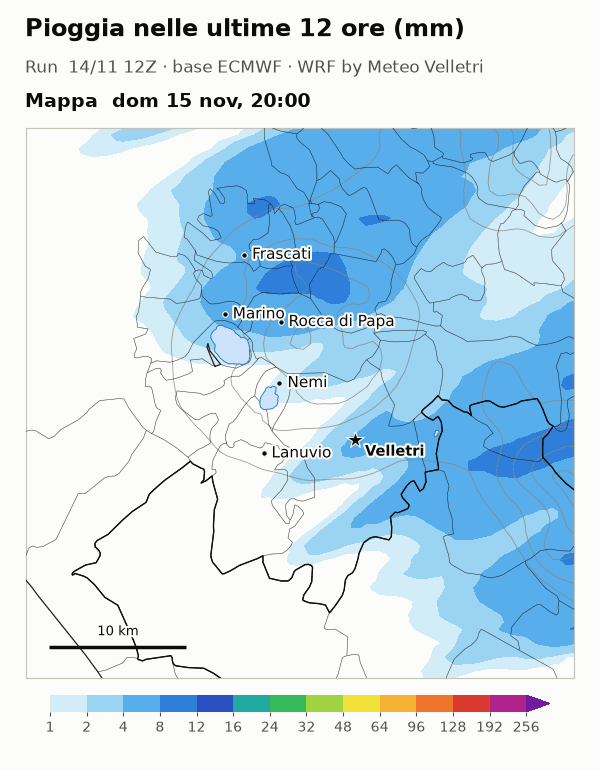 Pioggia nelle ultime 12 ore (mm)
Run  14/11 12Z · base ECMWF · WRF by Meteo Velletri
Mappa  dom 15 nov, 20:00
Frascati
Marino
Rocca di Papa
Nemi
Velletri
Lanuvio
10 km
1 2 4 8 12 16 24 32 48 64 96 128 192 256